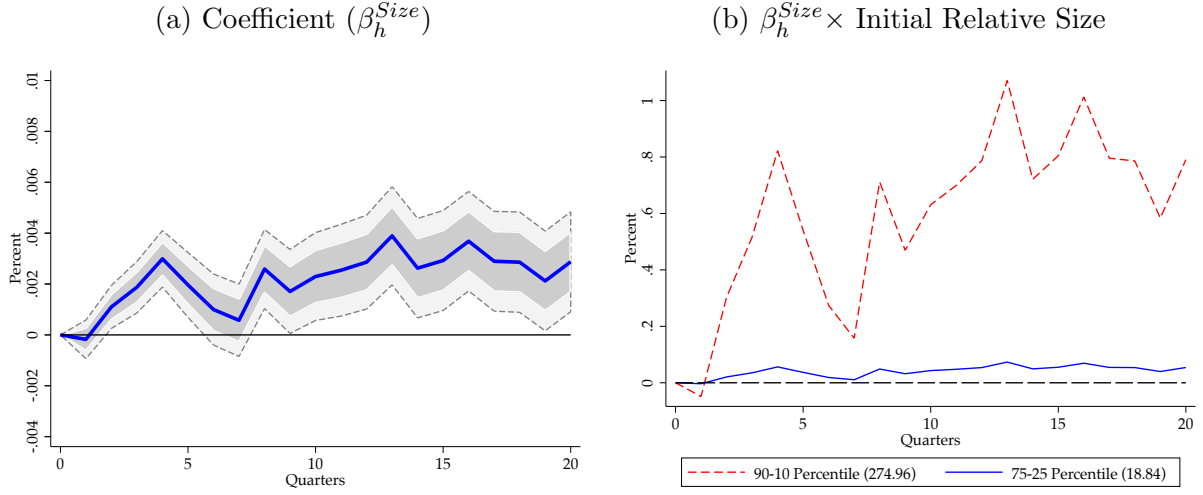 (a) Coefficient (β_h^{Size})
.01
.008
.006
.004
.002
0
-.002
-.004
Percent
0 5 10 15 20
Quarters
(b) β_h^{Size}× Initial Relative Size
1
.8
.6
.4
.2
0
Percent
0 5 10 15 20
Quarters
90-10 Percentile (274.96) 75-25 Percentile (18.84)